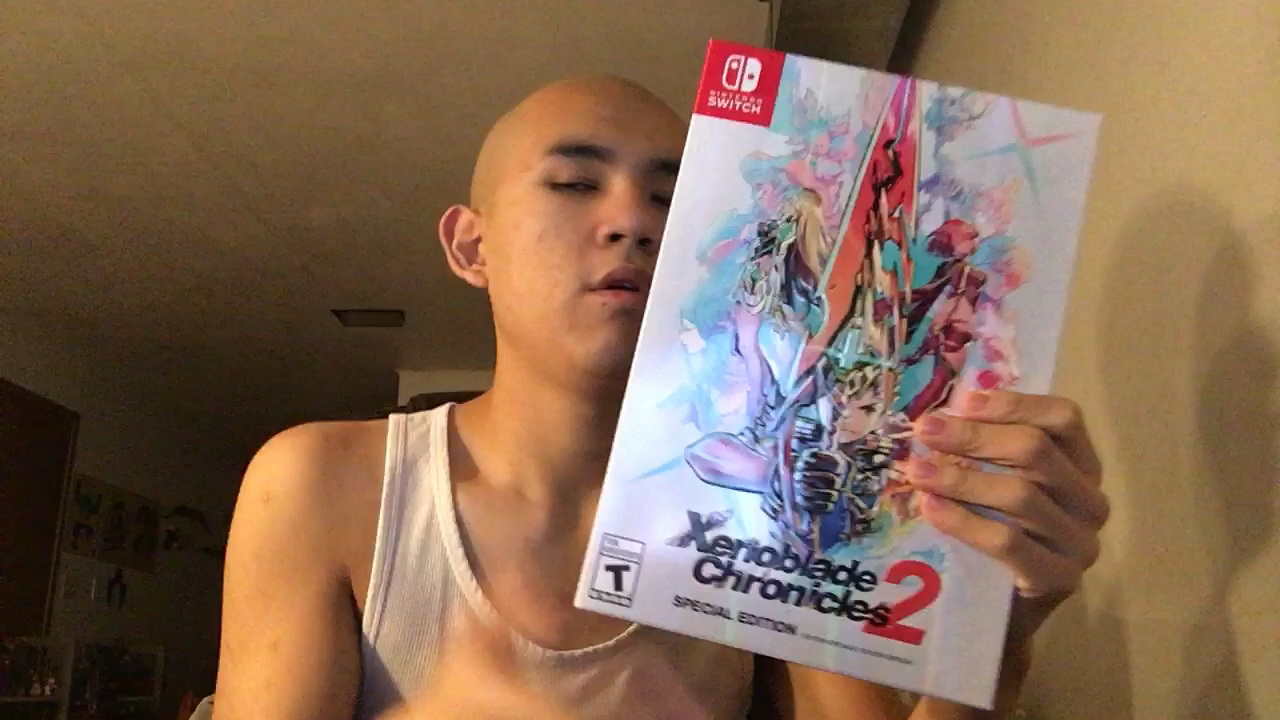 NINTENDO
SWITCH
Xenoblade
Chronicles 2
SPECIAL EDITION
T